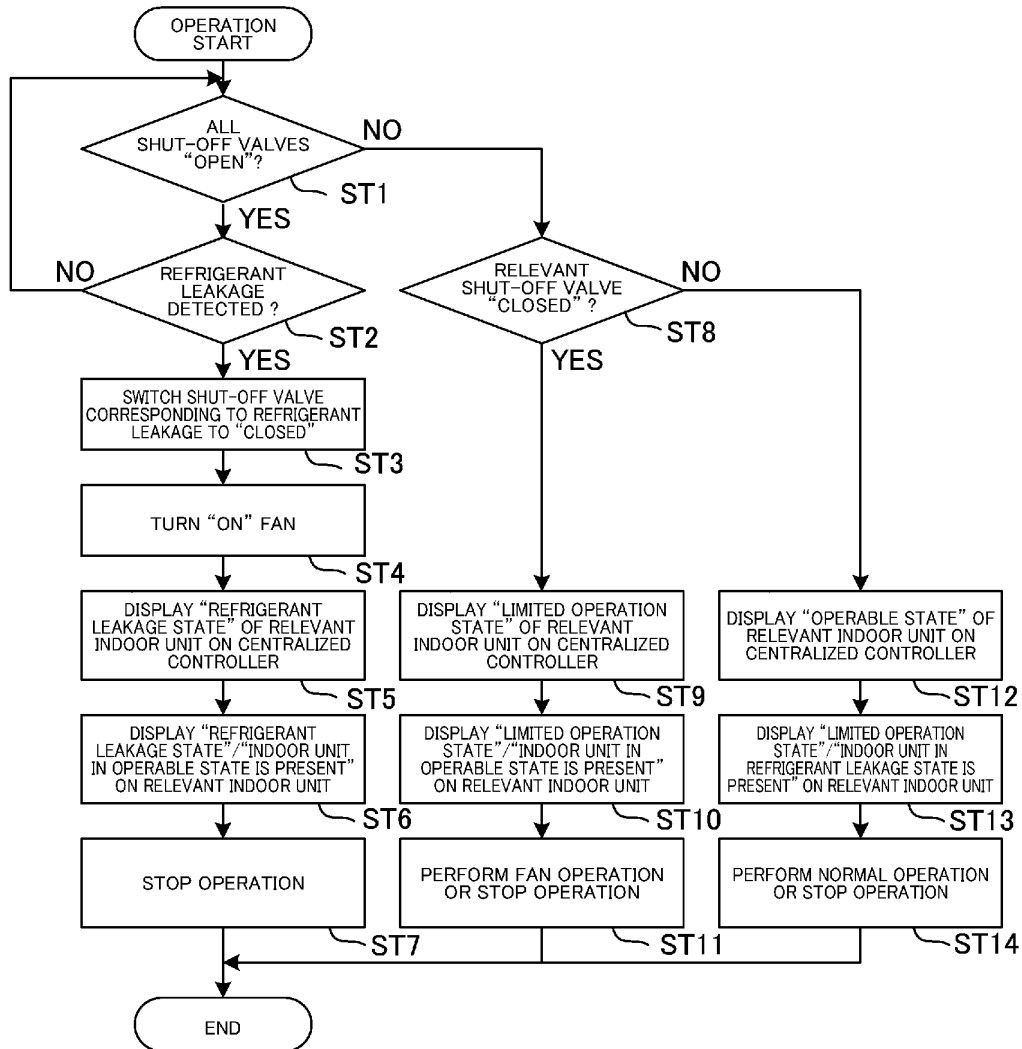 OPERATION
START
ALL
SHUT-OFF VALVES
“OPEN”?
NO
ST1
YES
REFRIGERANT
LEAKAGE
DETECTED ?
NO
ST2
YES
RELEVANT
SHUT-OFF VALVE
“CLOSED” ?
NO
ST8
YES
SWITCH SHUT-OFF VALVE
CORRESPONDING TO REFRIGERANT
LEAKAGE TO “CLOSED”
ST3
TURN “ON” FAN
ST4
DISPLAY “REFRIGERANT
LEAKAGE STATE” OF RELEVANT
INDOOR UNIT ON CENTRALIZED
CONTROLLER
ST5
DISPLAY “REFRIGERANT
LEAKAGE STATE”/“INDOOR UNIT
IN OPERABLE STATE IS PRESENT”
ON RELEVANT INDOOR UNIT
ST6
STOP OPERATION
ST7
DISPLAY “LIMITED OPERATION
STATE” OF RELEVANT
INDOOR UNIT ON CENTRALIZED
CONTROLLER
ST9
DISPLAY “LIMITED OPERATION
STATE”/“INDOOR UNIT IN
OPERABLE STATE IS PRESENT”
ON RELEVANT INDOOR UNIT
ST10
PERFORM FAN OPERATION
OR STOP OPERATION
ST11
DISPLAY “OPERABLE STATE” OF
RELEVANT INDOOR UNIT ON
CENTRALIZED CONTROLLER
ST12
DISPLAY “LIMITED OPERATION
STATE”/“INDOOR UNIT IN
REFRIGERANT LEAKAGE STATE IS
PRESENT” ON RELEVANT INDOOR UNIT
ST13
PERFORM NORMAL OPERATION
OR STOP OPERATION
ST14
END